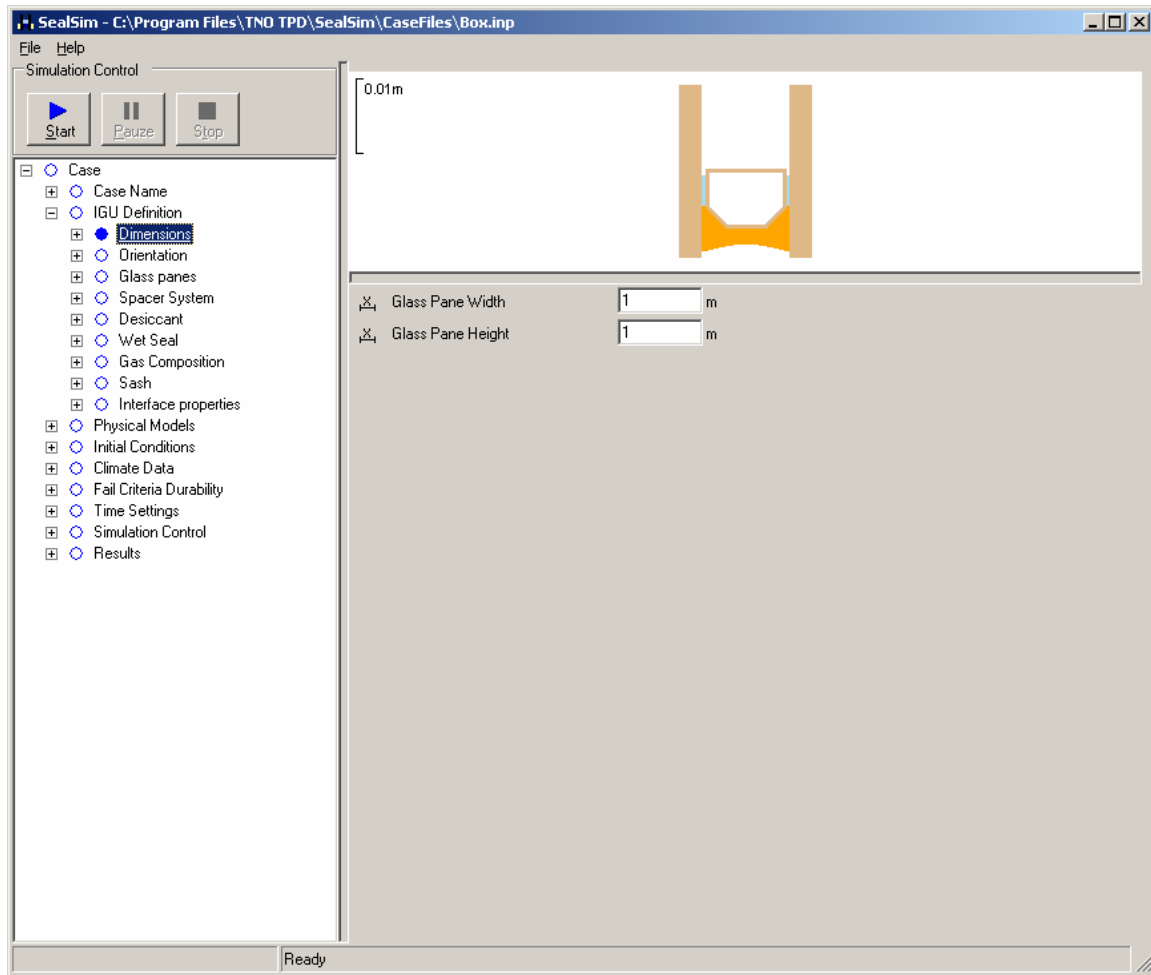 SealSim - C:\Program Files\TNO TPD\SealSim\CaseFiles\Box.inp
File Help
Simulation Control
Start Pauze Stop
0.01m
Case
Case Name
IGU Definition
Dimensions
Orientation
Glass panes
Spacer System
Desiccant
Wet Seal
Gas Composition
Sash
Interface properties
Physical Models
Initial Conditions
Climate Data
Fail Criteria Durability
Time Settings
Simulation Control
Results
X Glass Pane Width 1 m
X Glass Pane Height 1 m
Ready